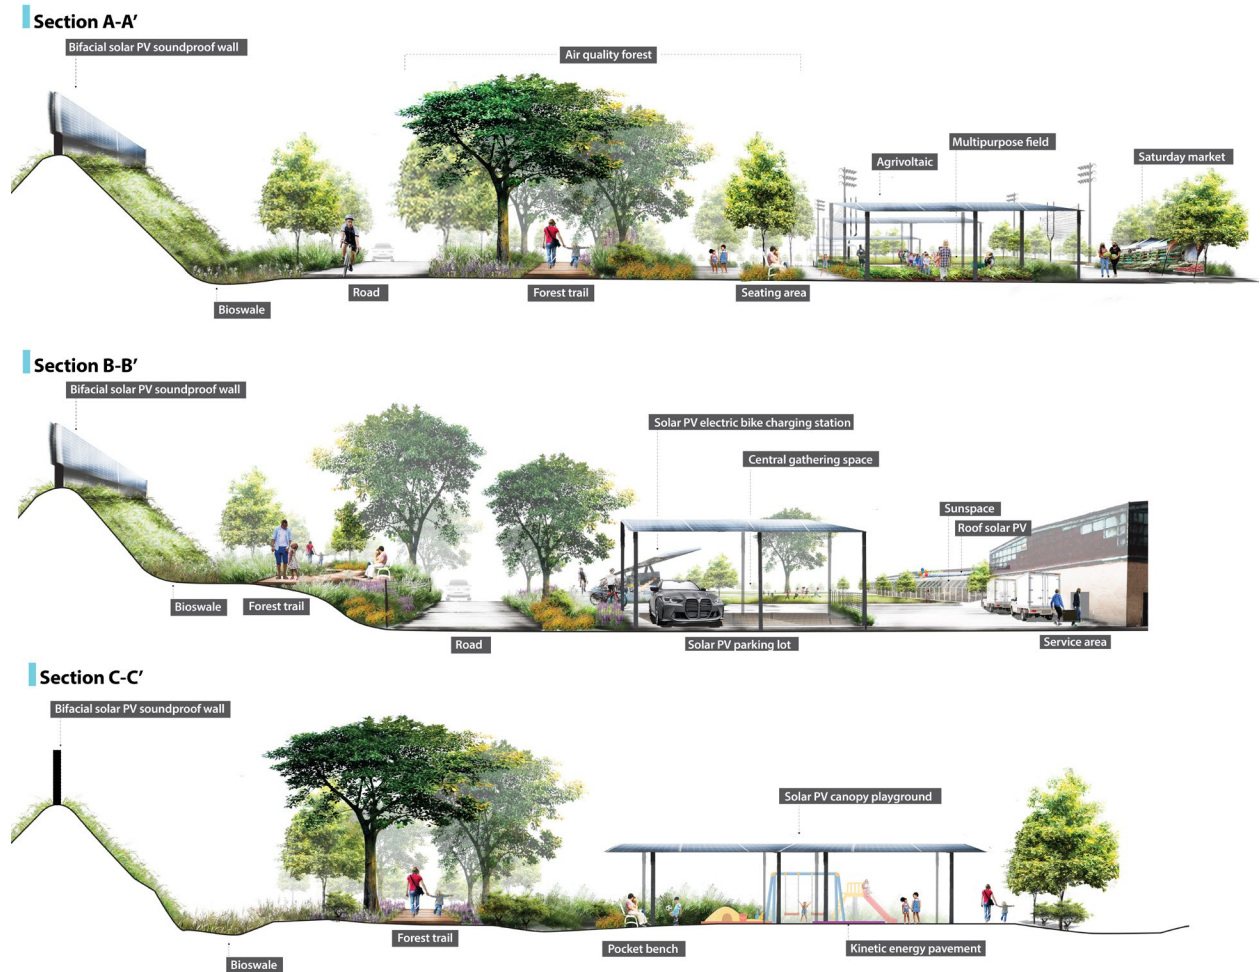 Section A-A’
Bifacial solar PV soundproof wall
Air quality forest
Multipurpose field
Agrivoltaic
Saturday market
Road
Forest trail
Seating area
Bioswale
Section B-B’
Bifacial solar PV soundproof wall
Solar PV electric bike charging station
Central gathering space
Sunspace
Roof solar PV
Bioswale
Forest trail
Road
Solar PV parking lot
Service area
Section C-C’
Bifacial solar PV soundproof wall
Solar PV canopy playground
Forest trail
Pocket bench
Kinetic energy pavement
Bioswale